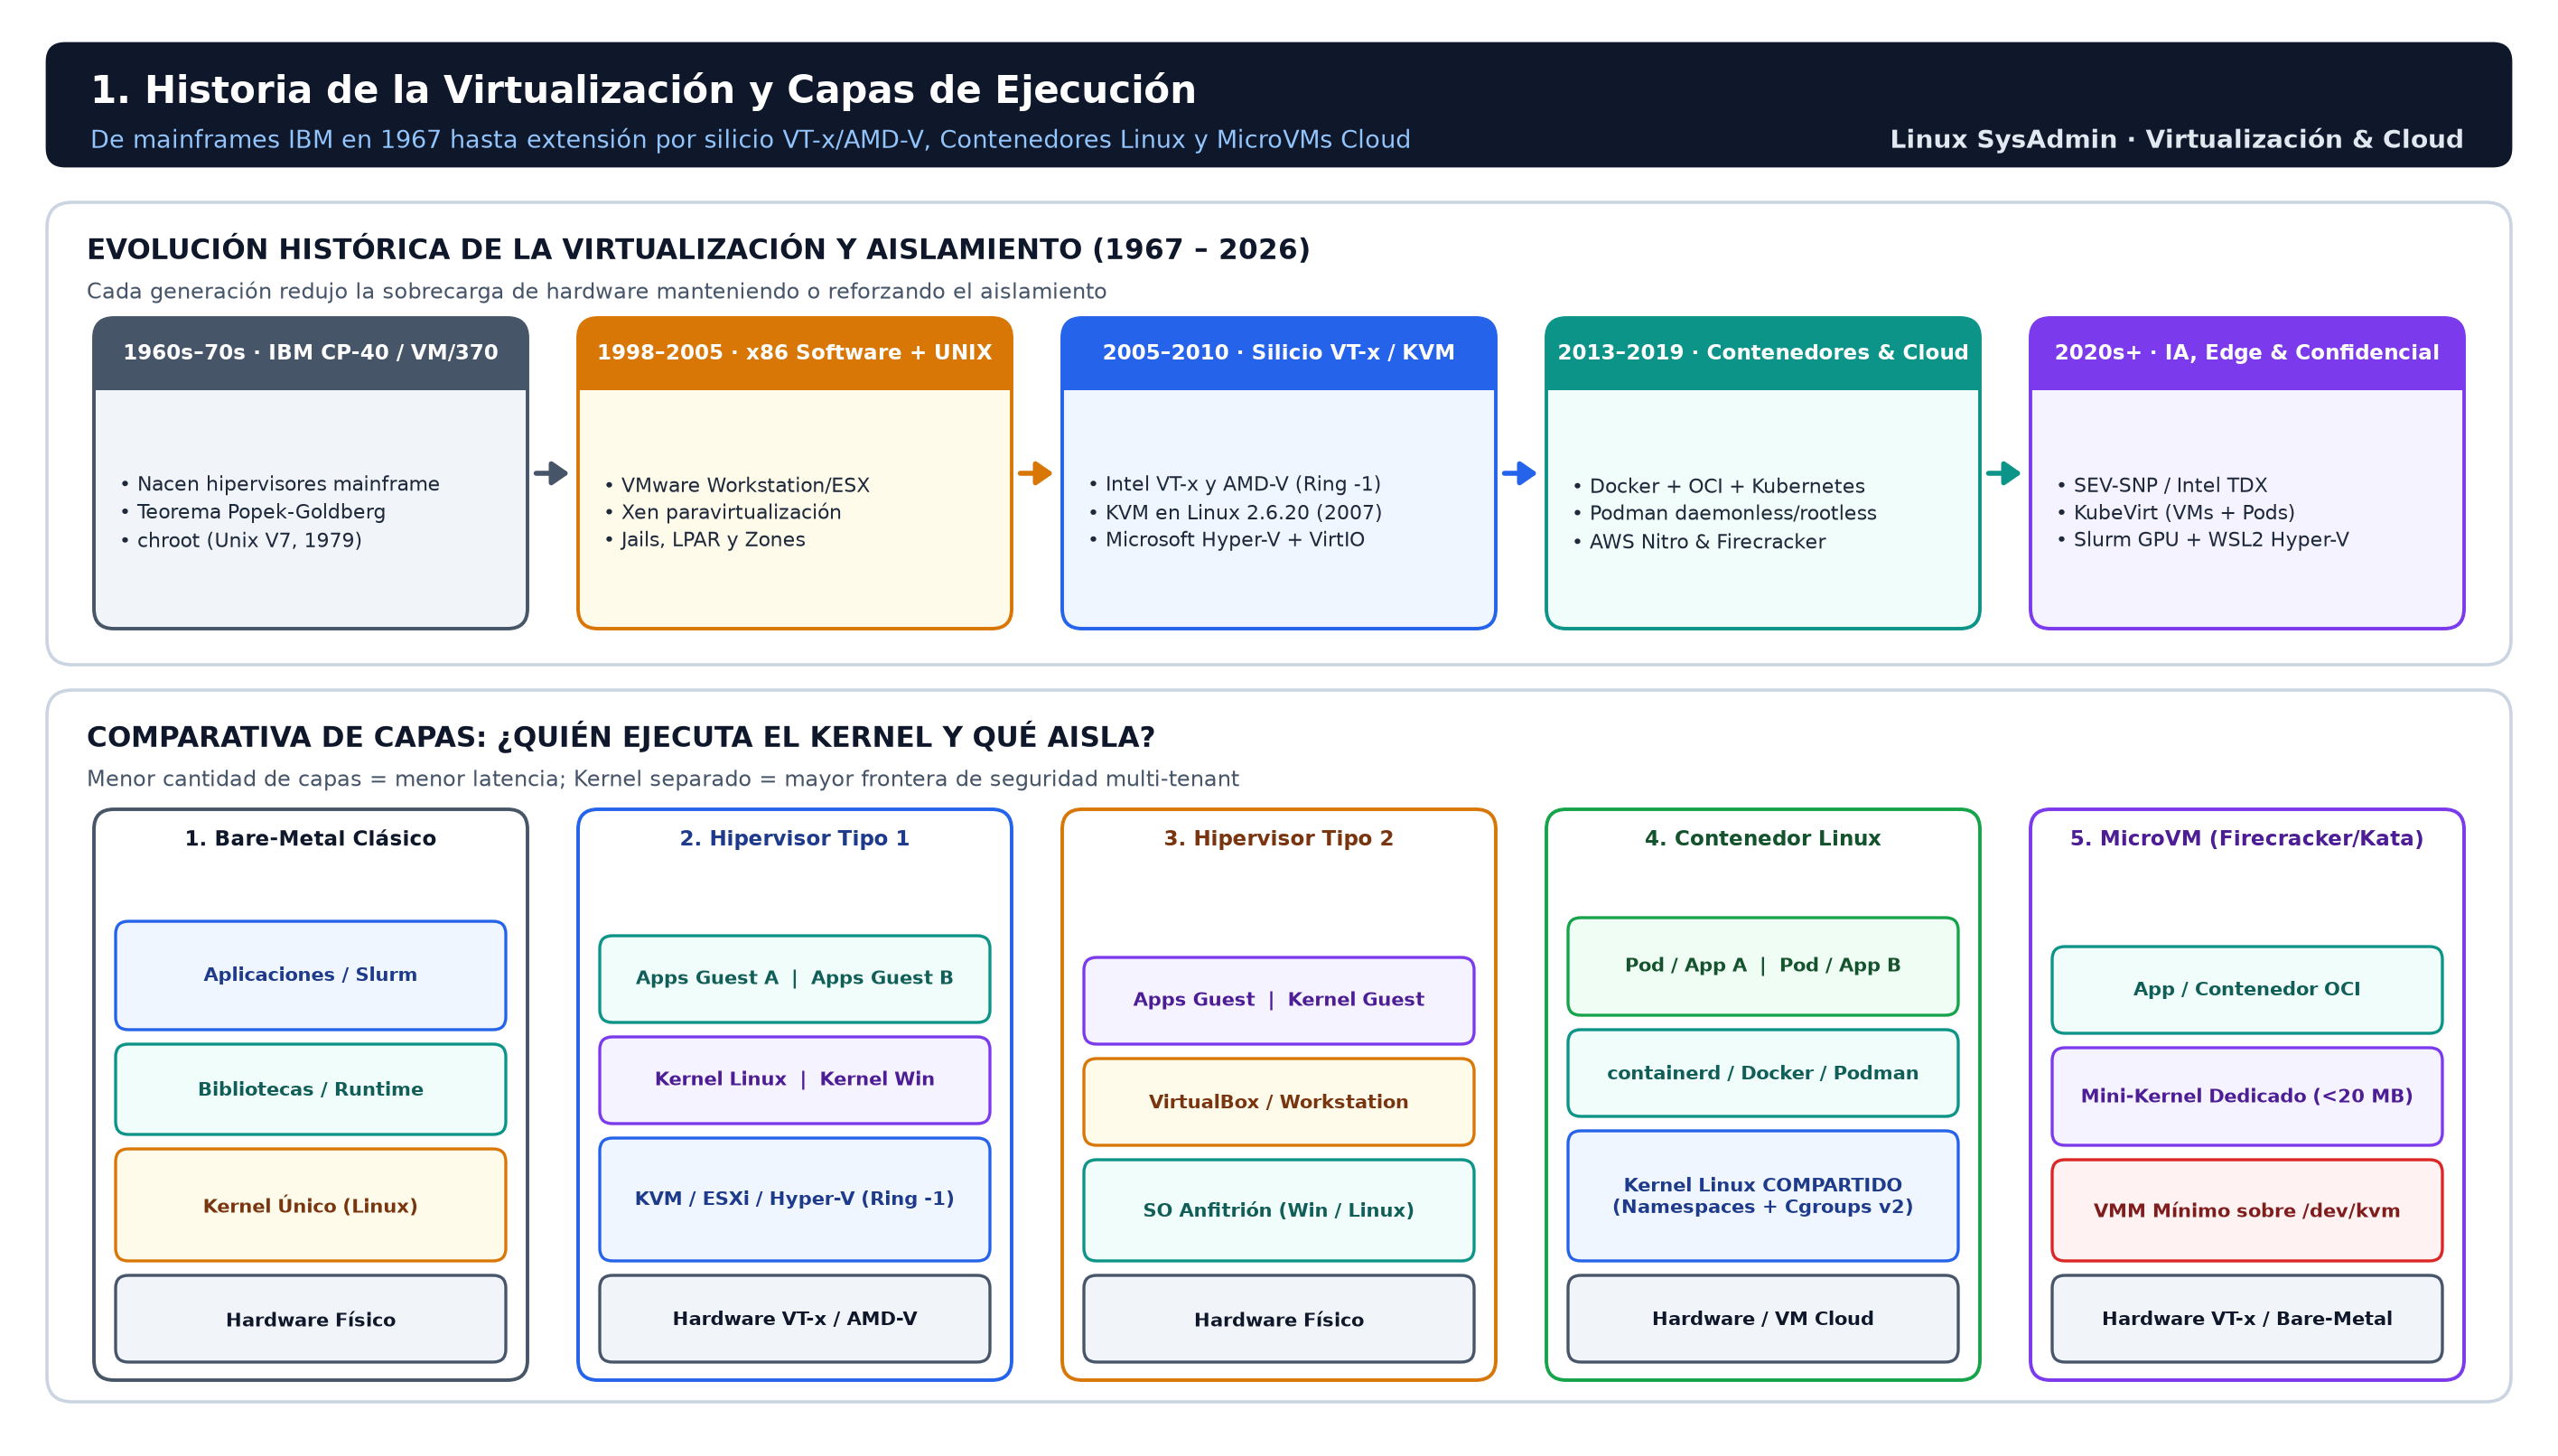 1. Historia de la Virtualización y Capas de Ejecución
De mainframes IBM en 1967 hasta extensión por silicio VT-x/AMD-V, Contenedores Linux y MicroVMs Cloud
Linux SysAdmin · Virtualización & Cloud
EVOLUCIÓN HISTÓRICA DE LA VIRTUALIZACIÓN Y AISLAMIENTO (1967 – 2026)
Cada generación redujo la sobrecarga de hardware manteniendo o reforzando el aislamiento
1960s–70s · IBM CP-40 / VM/370
• Nacen hipervisores mainframe
• Teorema Popek-Goldberg
• chroot (Unix V7, 1979)
1998–2005 · x86 Software + UNIX
• VMware Workstation/ESX
• Xen paravirtualización
• Jails, LPAR y Zones
2005–2010 · Silicio VT-x / KVM
• Intel VT-x y AMD-V (Ring -1)
• KVM en Linux 2.6.20 (2007)
• Microsoft Hyper-V + VirtIO
2013–2019 · Contenedores & Cloud
• Docker + OCI + Kubernetes
• Podman daemonless/rootless
• AWS Nitro & Firecracker
2020s+ · IA, Edge & Confidencial
• SEV-SNP / Intel TDX
• KubeVirt (VMs + Pods)
• Slurm GPU + WSL2 Hyper-V
COMPARATIVA DE CAPAS: ¿QUIÉN EJECUTA EL KERNEL Y QUÉ AISLA?
Menor cantidad de capas = menor latencia; Kernel separado = mayor frontera de seguridad multi-tenant
1. Bare-Metal Clásico
Aplicaciones / Slurm
Bibliotecas / Runtime
Kernel Único (Linux)
Hardware Físico
2. Hipervisor Tipo 1
Apps Guest A | Apps Guest B
Kernel Linux | Kernel Win
KVM / ESXi / Hyper-V (Ring -1)
Hardware VT-x / AMD-V
3. Hipervisor Tipo 2
Apps Guest | Kernel Guest
VirtualBox / Workstation
SO Anfitrión (Win / Linux)
Hardware Físico
4. Contenedor Linux
Pod / App A | Pod / App B
containerd / Docker / Podman
Kernel Linux COMPARTIDO
(Namespaces + Cgroups v2)
Hardware / VM Cloud
5. MicroVM (Firecracker/Kata)
App / Contenedor OCI
Mini-Kernel Dedicado (<20 MB)
VMM Mínimo sobre /dev/kvm
Hardware VT-x / Bare-Metal